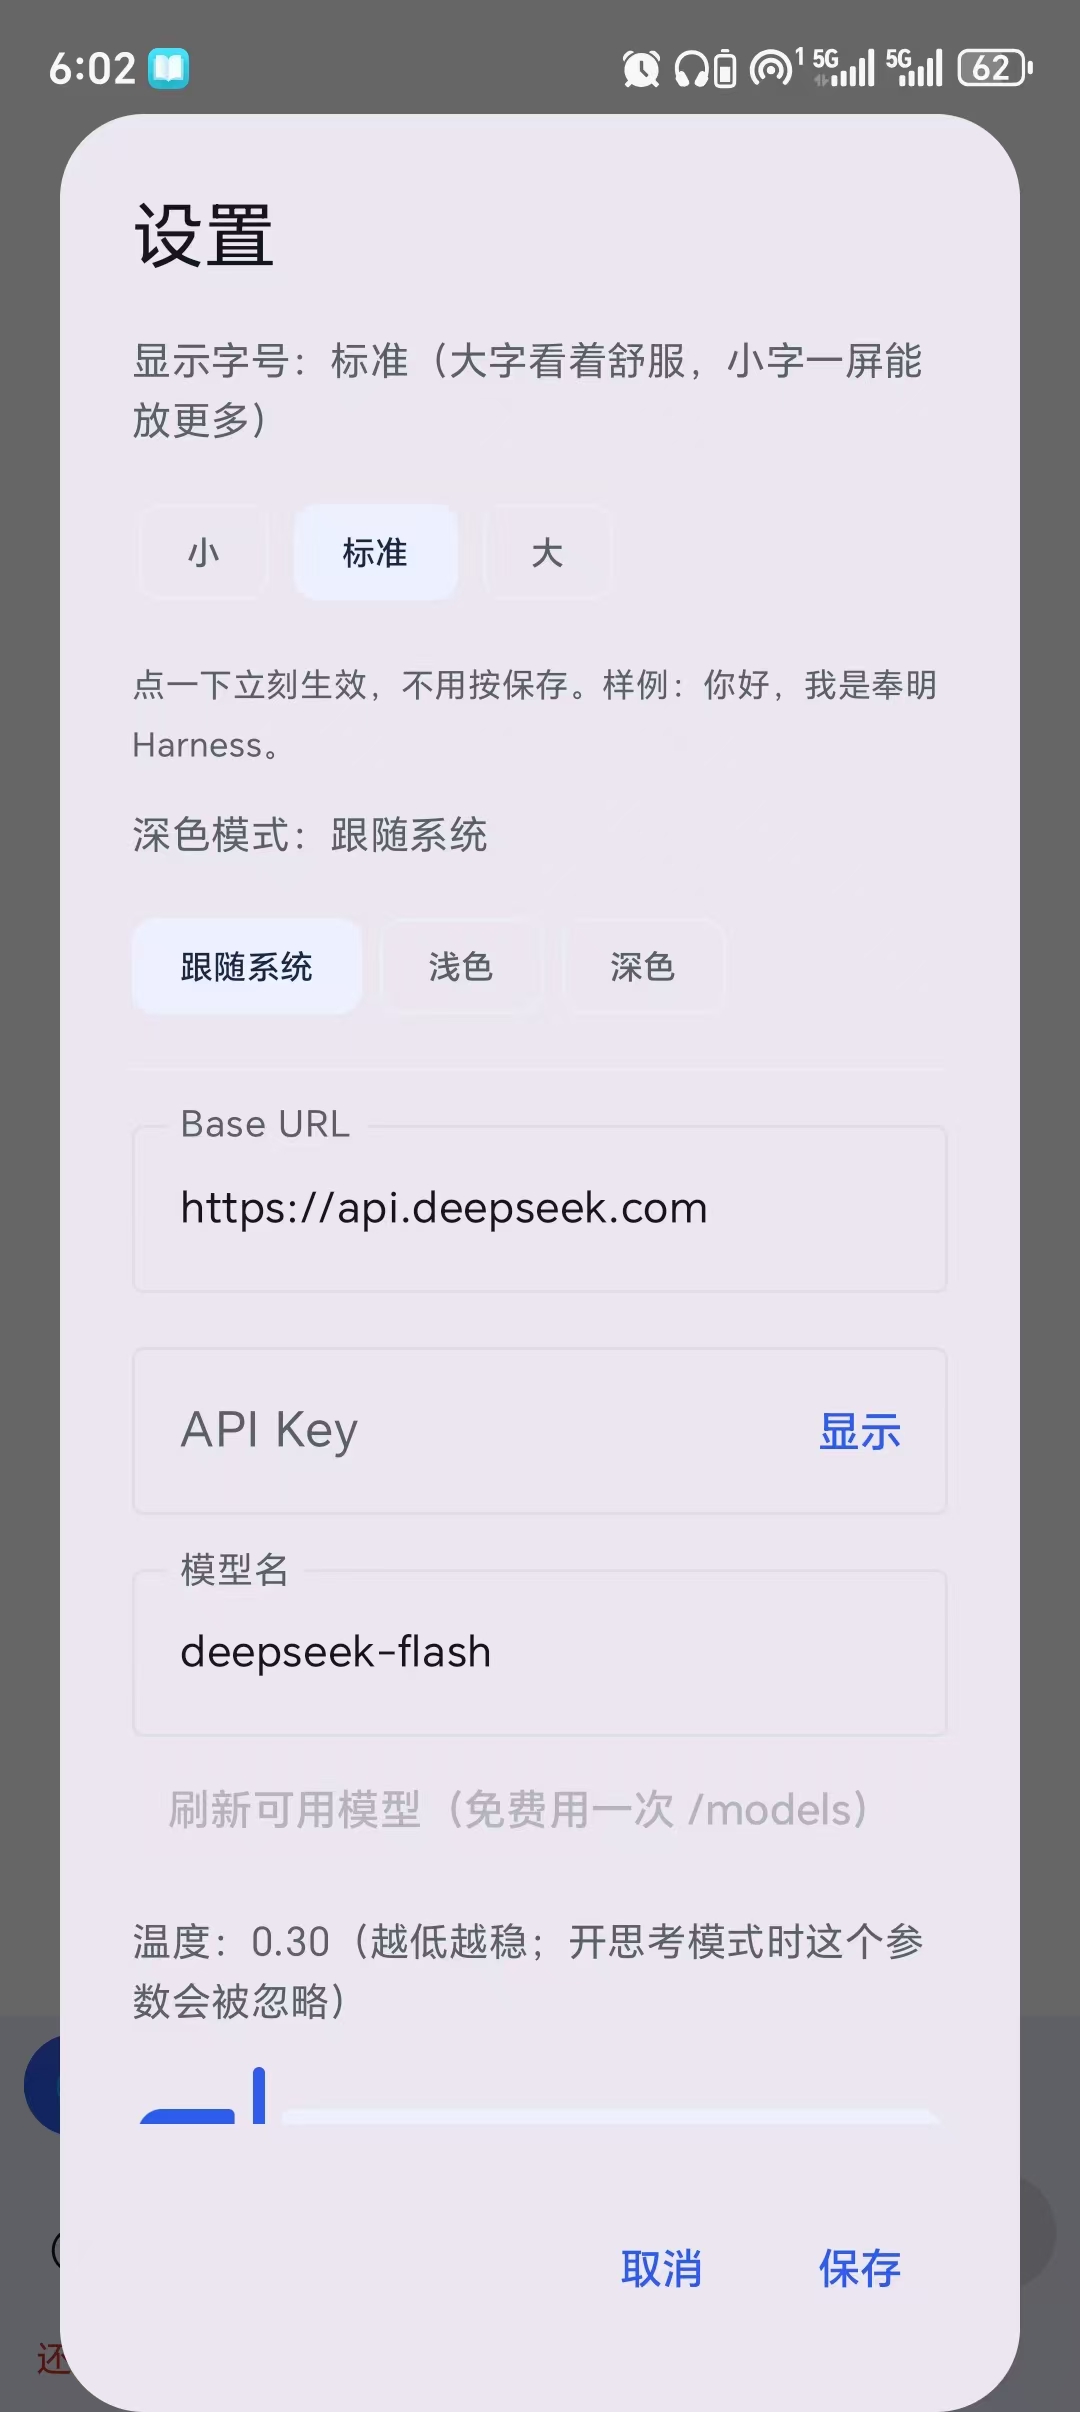 6:02
1 5G 5G 62
设置
显示字号：标准（大字看着舒服，小字一屏能
放更多）
小 标准 大
点一下立刻生效，不用按保存。样例：你好，我是奉明
Harness。
深色模式：跟随系统
跟随系统 浅色 深色
Base URL
https://api.deepseek.com
API Key 显示
模型名
deepseek-flash
刷新可用模型（免费用一次 /models）
温度：0.30（越低越稳；开思考模式时这个参
数会被忽略）
取消 保存
还